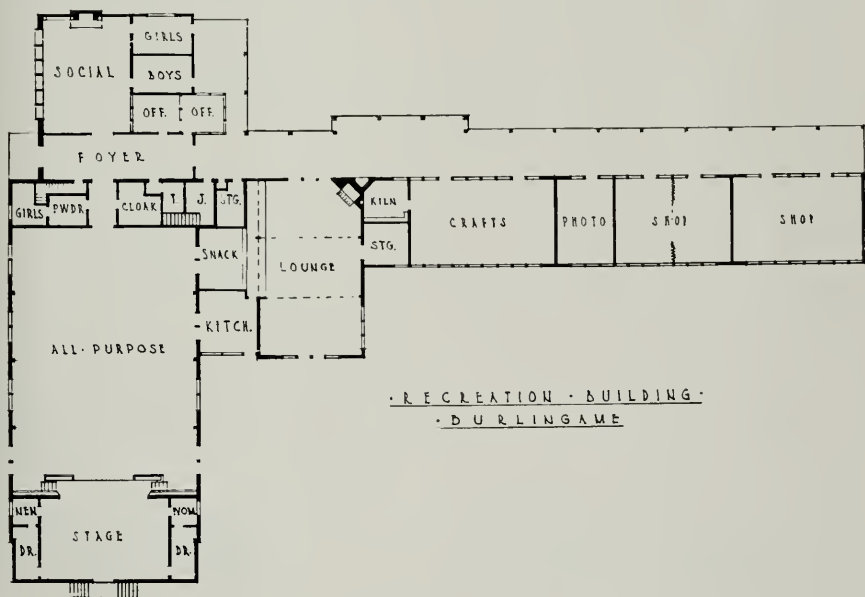 GIRLS
SOCIAL
BOYS
OFF. OFF.
FOYER
GIRLS PWDR. CLOAK T. J. STG. KILN
CRAFTS PHOTO SHOP SHOP
SNACK LOUNGE STG.
KITCH.
ALL-PURPOSE
·RECREATION·BUILDING·
·BURLINGAME
MEN WOM
STAGE
DR. DR.